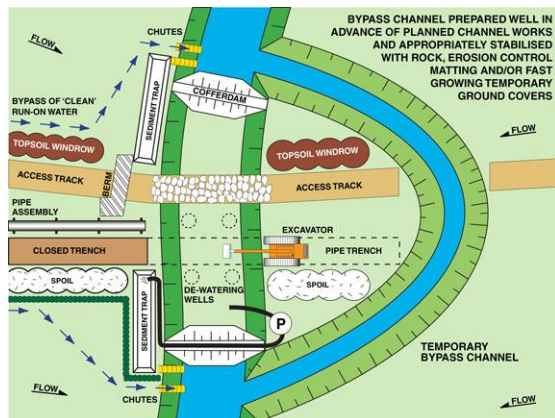 BYPASS CHANNEL PREPARED WELL IN
ADVANCE OF PLANNED CHANNEL WORKS
AND APPROPRIATELY STABILISED
WITH ROCK, EROSION CONTROL
MATTING AND/OR FAST
GROWING TEMPORARY
GROUND COVERS
FLOW
CHUTES
SEDIMENT TRAP
COFFERDAM
BYPASS OF 'CLEAN'
RUN-ON WATER
FLOW
TOPSOIL WINDROW
TOPSOIL WINDROW
ACCESS TRACK
BERM
ACCESS TRACK
PIPE
ASSEMBLY
EXCAVATOR
CLOSED TRENCH
PIPE TRENCH
SPOIL
SEDIMENT TRAP
DE-WATERING
WELLS
SPOIL
P
TEMPORARY
BYPASS CHANNEL
FLOW
CHUTES
FLOW